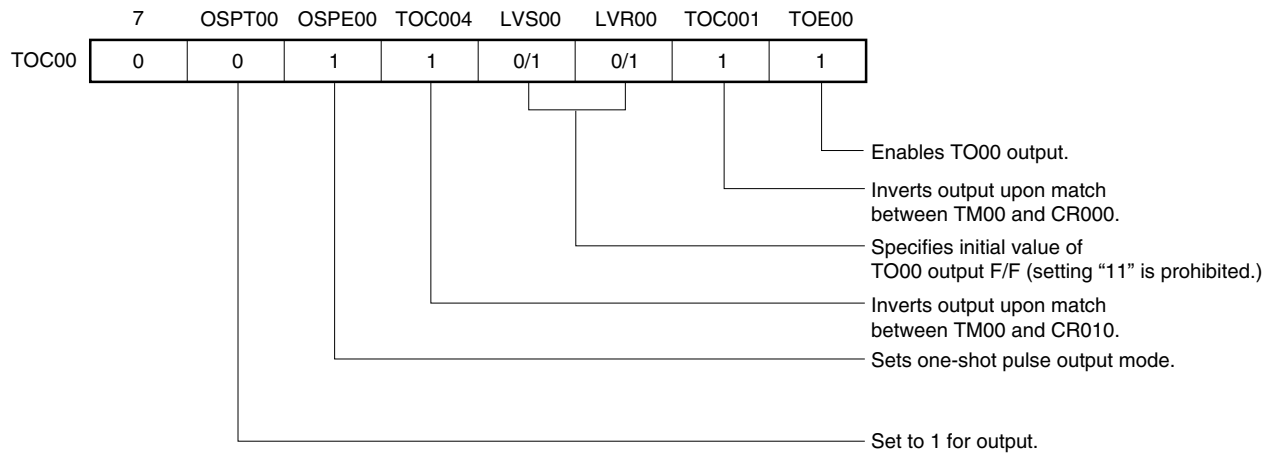 7 OSPT00 OSPE00 TOC004 LVS00 LVR00 TOC001 TOE00
TOC00 0 0 1 1 0/1 0/1 1 1
Enables TO00 output.
Inverts output upon match
between TM00 and CR000.
Specifies initial value of
TO00 output F/F (setting “11” is prohibited.)
Inverts output upon match
between TM00 and CR010.
Sets one-shot pulse output mode.
Set to 1 for output.